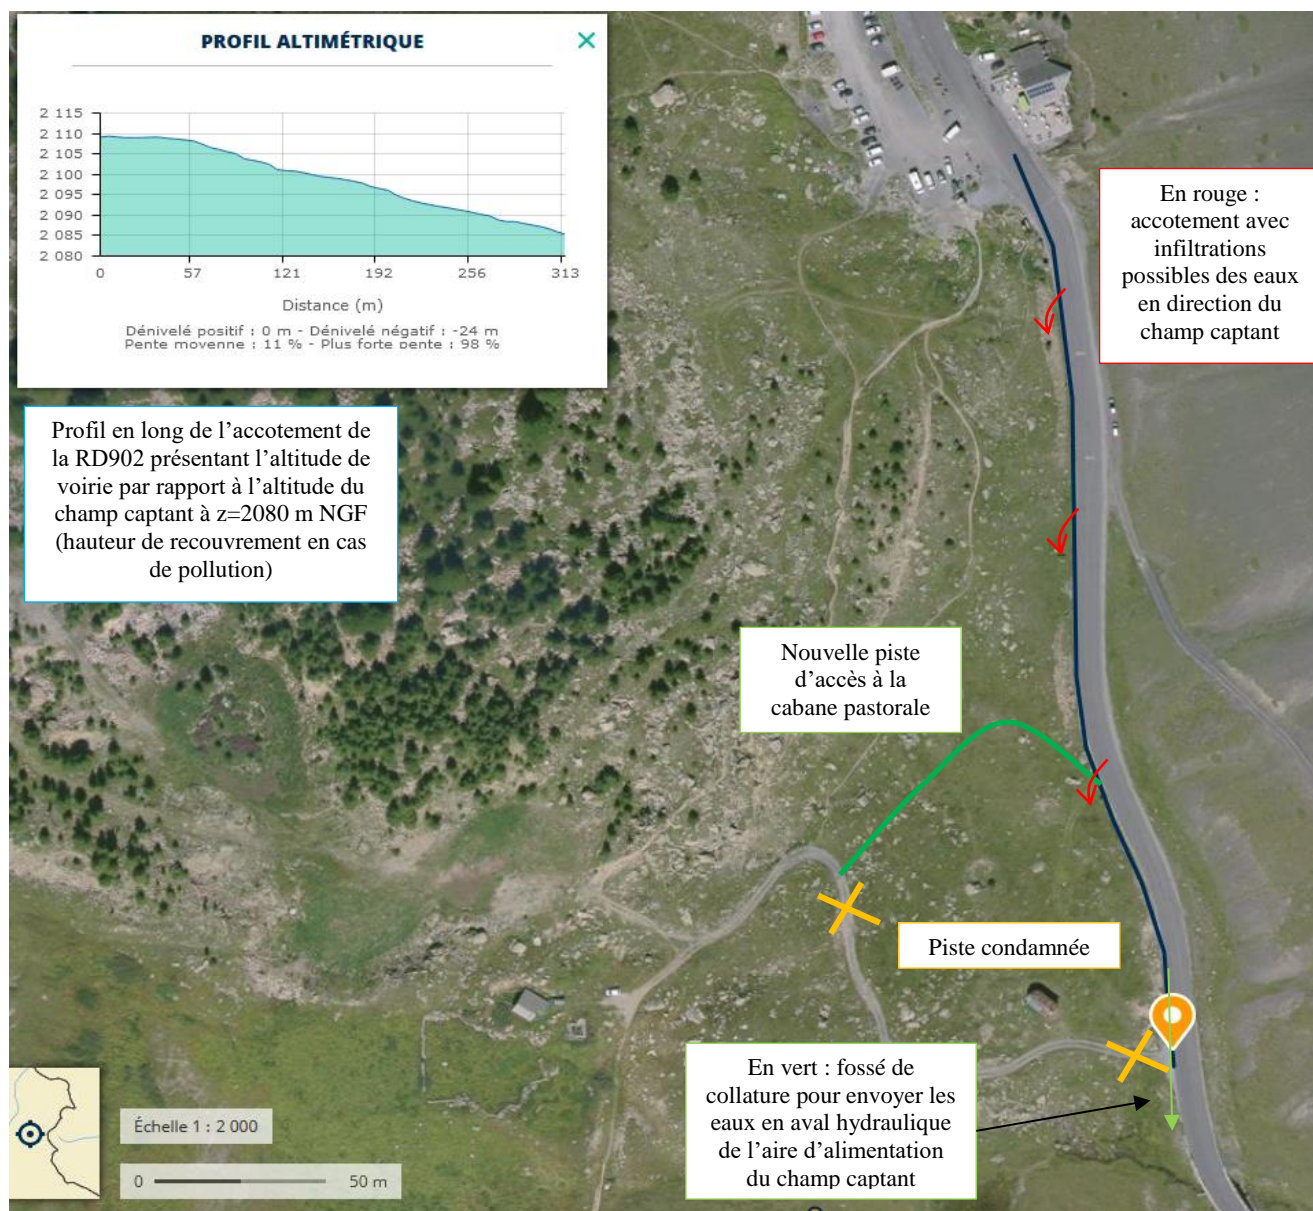 PROFIL ALTIMÉTRIQUE
2 115
2 110
2 105
2 100
2 095
2 090
2 085
2 080
0
57
121
192
256
313
Distance (m)
Dénivelé positif : 0 m - Dénivelé négatif : -24 m
Pente moyenne : 11 % - Plus forte pente : 98 %
En rouge :
accotement avec
infiltrations
possibles des eaux
en direction du
champ captant
Profil en long de l’accotement de
la RD902 présentant l’altitude de
voirie par rapport à l’altitude du
champ captant à z=2080 m NGF
(hauteur de recouvrement en cas
de pollution)
Nouvelle piste
d’accès à la
cabane pastorale
Piste condamnée
En vert : fossé de
collature pour envoyer les
eaux en aval hydraulique
de l’aire d’alimentation
du champ captant
Échelle 1 : 2 000
0 50 m